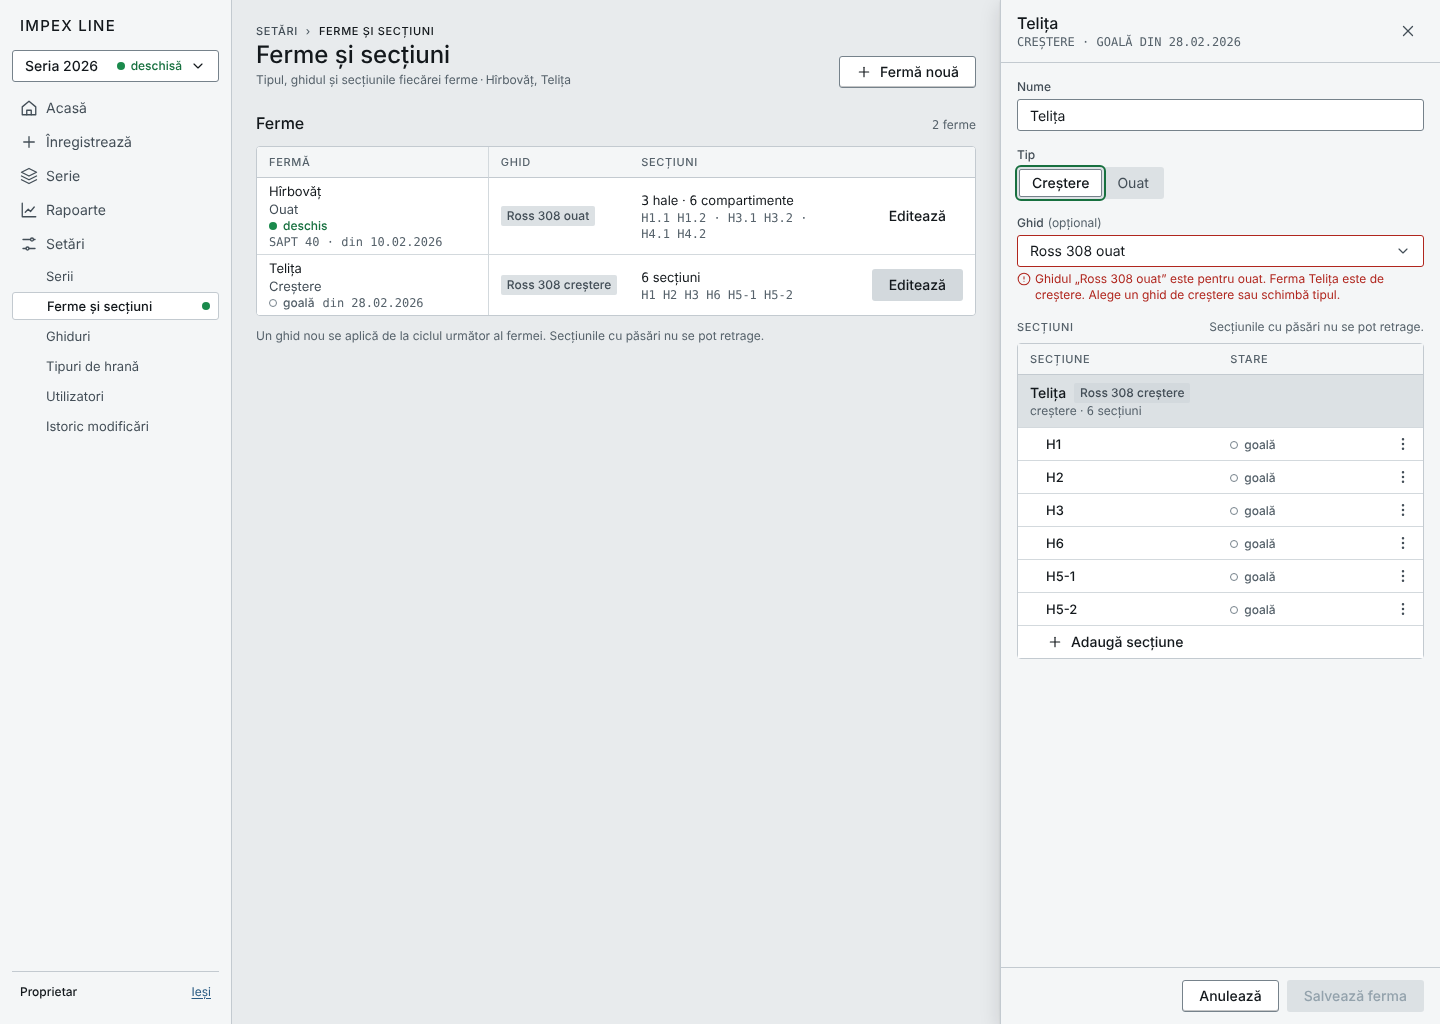 IMPEX LINE
Seria 2026
deschisă
Acasă
Înregistrează
Serie
Rapoarte
Setări
Serii
Ferme și secțiuni
Ghiduri
Tipuri de hrană
Utilizatori
Istoric modificări
Proprietar
Ieși
SETĂRI › FERME ȘI SECȚIUNI
Ferme și secțiuni
Tipul, ghidul și secțiunile fiecărei ferme · Hîrbovăț, Telița
Fermă nouă
Ferme
2 ferme
FERMĂ
GHID
SECȚIUNI
Hîrbovăț
Ouat
deschis
SAPT 40 · din 10.02.2026
Ross 308 ouat
3 hale · 6 compartimente
H1.1 H1.2 · H3.1 H3.2 ·
H4.1 H4.2
Editează
Telița
Creștere
goală din 28.02.2026
Ross 308 creștere
6 secțiuni
H1 H2 H3 H6 H5-1 H5-2
Editează
Un ghid nou se aplică de la ciclul următor al fermei. Secțiunile cu păsări nu se pot retrage.
Telița
CREȘTERE · GOALĂ DIN 28.02.2026
Nume
Telița
Tip
Creștere
Ouat
Ghid (opțional)
Ross 308 ouat
Ghidul „Ross 308 ouat” este pentru ouat. Ferma Telița este de
creștere. Alege un ghid de creștere sau schimbă tipul.
SECȚIUNI
Secțiunile cu păsări nu se pot retrage.
SECȚIUNE
STARE
Telița
Ross 308 creștere
creștere · 6 secțiuni
H1
goală
H2
goală
H3
goală
H6
goală
H5-1
goală
H5-2
goală
Adaugă secțiune
Anulează
Salvează ferma